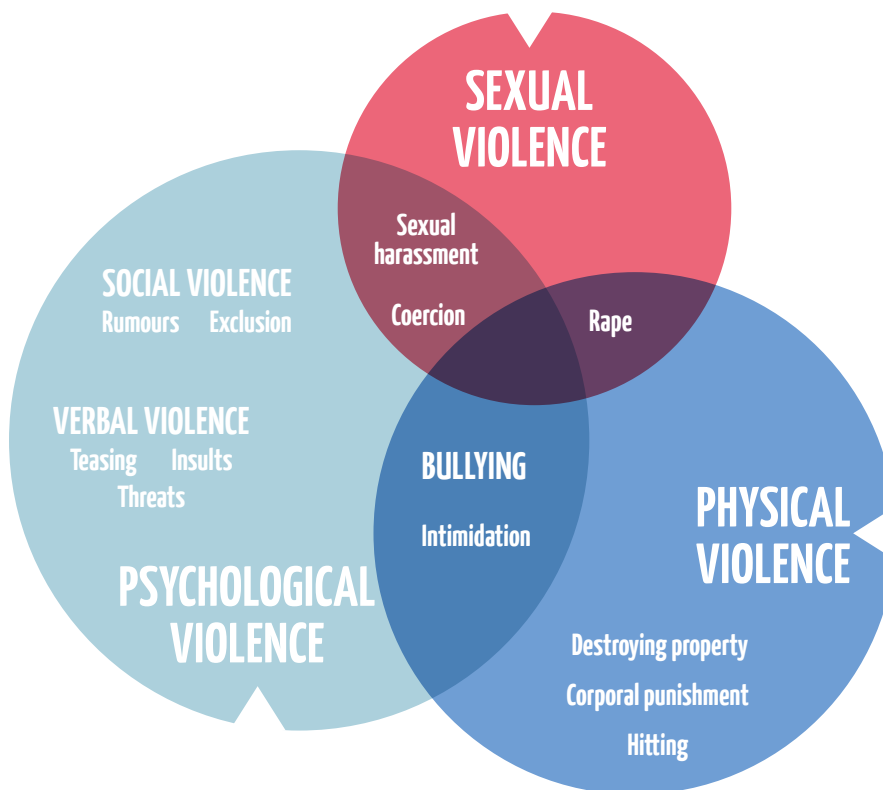 SEXUAL
VIOLENCE
Sexual
harassment
Coercion
Rape
SOCIAL VIOLENCE
Rumours Exclusion
VERBAL VIOLENCE
Teasing Insults
Threats
BULLYING
Intimidation
PSYCHOLOGICAL
VIOLENCE
PHYSICAL
VIOLENCE
Destroying property
Corporal punishment
Hitting